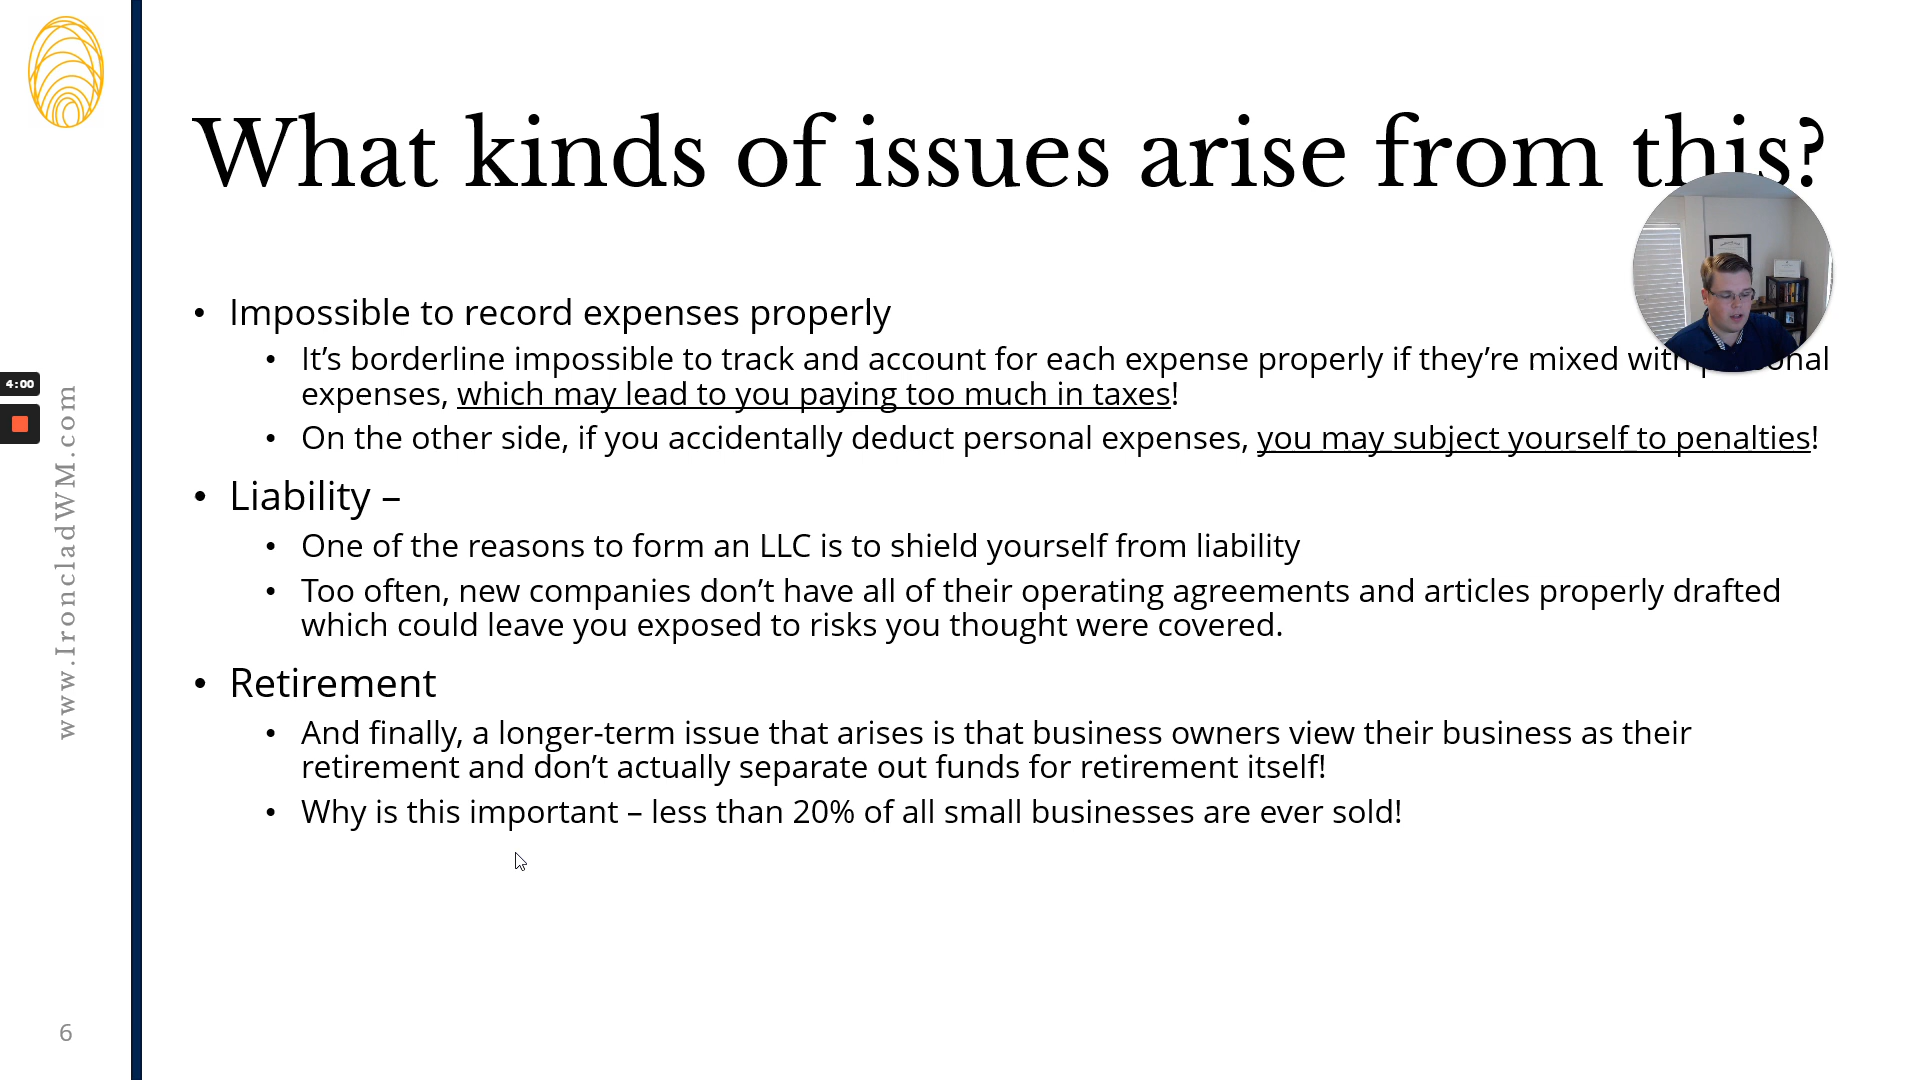 What kinds of issues arise from this?
• Impossible to record expenses properly
• It’s borderline impossible to track and account for each expense properly if they’re mixed with
expenses, which may lead to you paying too much in taxes!
• On the other side, if you accidentally deduct personal expenses, you may subject yourself to penalties!
• Liability –
• One of the reasons to form an LLC is to shield yourself from liability
• Too often, new companies don’t have all of their operating agreements and articles properly drafted
which could leave you exposed to risks you thought were covered.
• Retirement
• And finally, a longer-term issue that arises is that business owners view their business as their
retirement and don’t actually separate out funds for retirement itself!
• Why is this important – less than 20% of all small businesses are ever sold!
4:00
www.IroncladWM.com
6